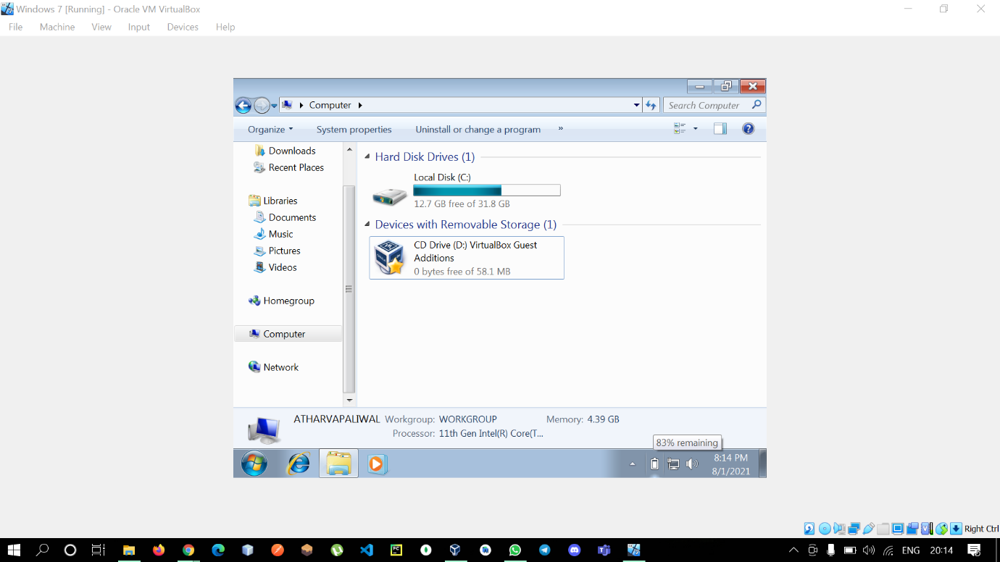 Windows 7 [Running] - Oracle VM VirtualBox
File Machine View Input Devices Help
Computer
Search Computer
Organize System properties Uninstall or change a program »
Downloads
Recent Places
Libraries
Documents
Music
Pictures
Videos
Homegroup
Computer
Network
Hard Disk Drives (1)
Local Disk (C:)
12.7 GB free of 31.8 GB
Devices with Removable Storage (1)
CD Drive (D:) VirtualBox Guest
Additions
0 bytes free of 58.1 MB
ATHARVAPALIWAL Workgroup: WORKGROUP Memory: 4.39 GB
Processor: 11th Gen Intel(R) Core(T...
83% remaining
8:14 PM
8/1/2021
Right Ctrl
ENG 20:14